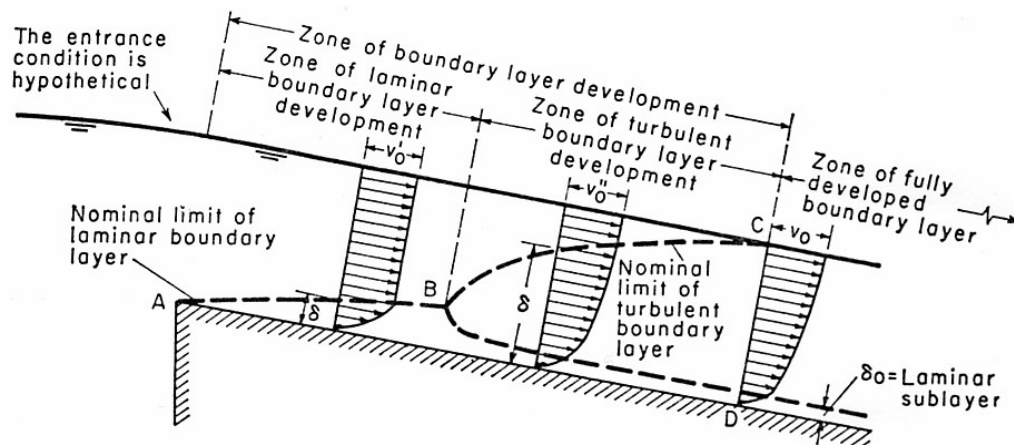 The entrance
condition is
hypothetical
Zone of boundary layer development
Zone of laminar
boundary layer
development
Zone of turbulent
boundary layer
development
Zone of fully
developed
boundary layer
v₀'
v₀''
v₀
Nominal limit of
laminar boundary
layer
A
B
C
δ
δ
Nominal
limit of
turbulent
boundary
layer
D
δ₀=Laminar
sublayer